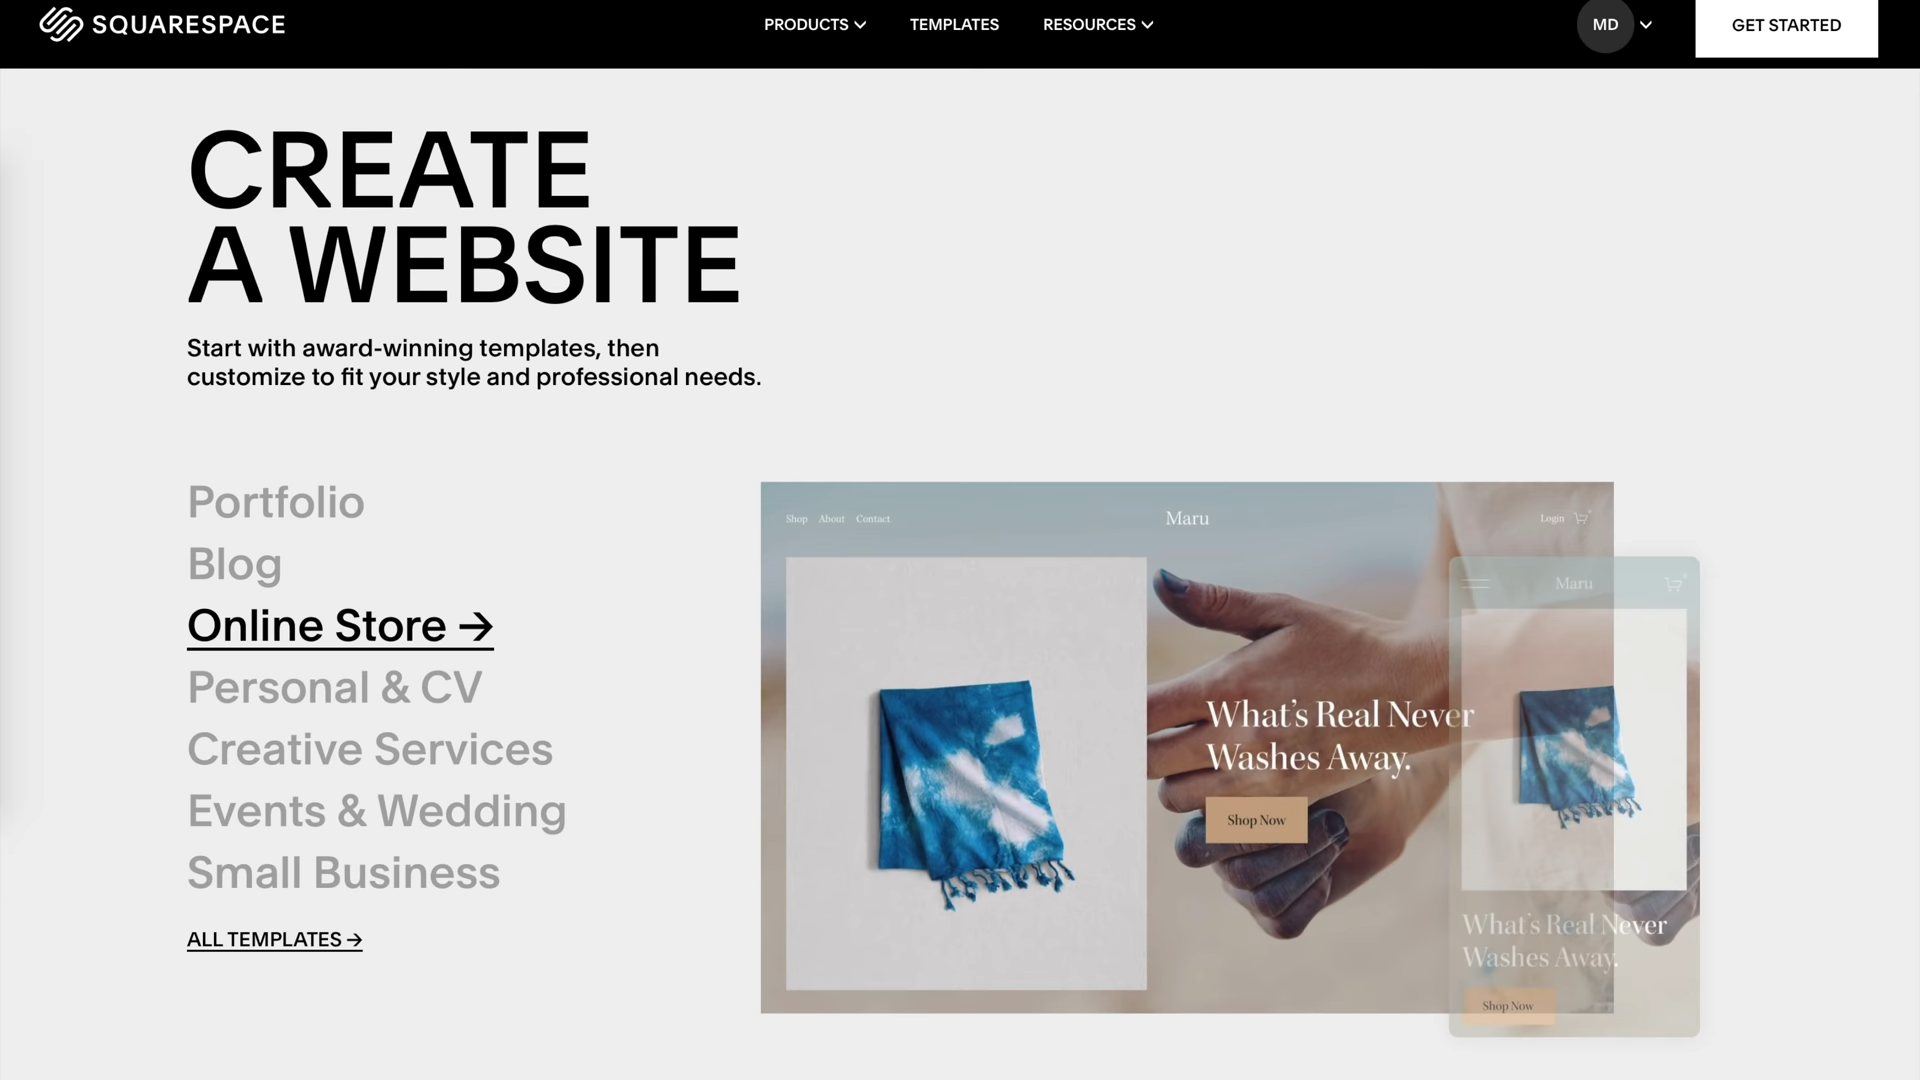 SQUARESPACE
PRODUCTS
TEMPLATES
RESOURCES
MD
GET STARTED
CREATE
A WEBSITE
Start with award-winning templates, then
customize to fit your style and professional needs.
Portfolio
Blog
Online Store →
Personal & CV
Creative Services
Events & Wedding
Small Business
ALL TEMPLATES →
Shop About Contact
Maru
Login
What's Real Never
Washes Away.
Shop Now
Maru
What's Real Never
Washes Away.
Shop Now